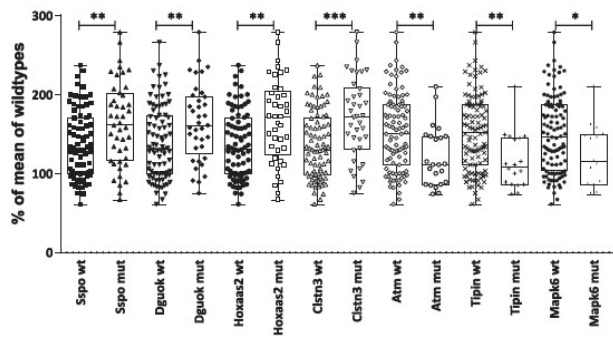 300
200
100
0
% of mean of wildtypes
** ** ** *** ** ** *
Sspo wt
Sspo mut
Dguok wt
Dguok mut
Hoxaas2 wt
Hoxaas2 mut
Clstn3 wt
Clstn3 mut
Atm wt
Atm mut
Tipin wt
Tipin mut
Mapk6 wt
Mapk6 mut